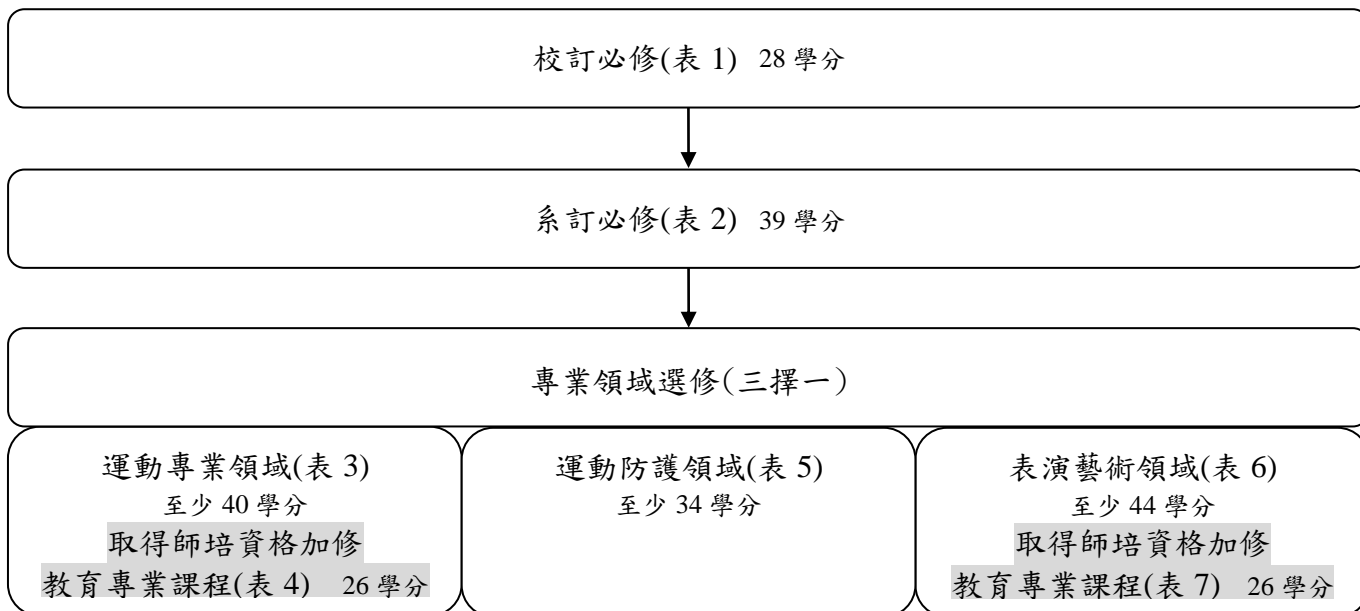 校訂必修(表 1) 28 學分
系訂必修(表 2) 39 學分
專業領域選修(三擇一)
運動專業領域(表 3)
至少 40 學分
取得師培資格加修
教育專業課程(表 4) 26 學分
運動防護領域(表 5)
至少 34 學分
表演藝術領域(表 6)
至少 44 學分
取得師培資格加修
教育專業課程(表 7) 26 學分